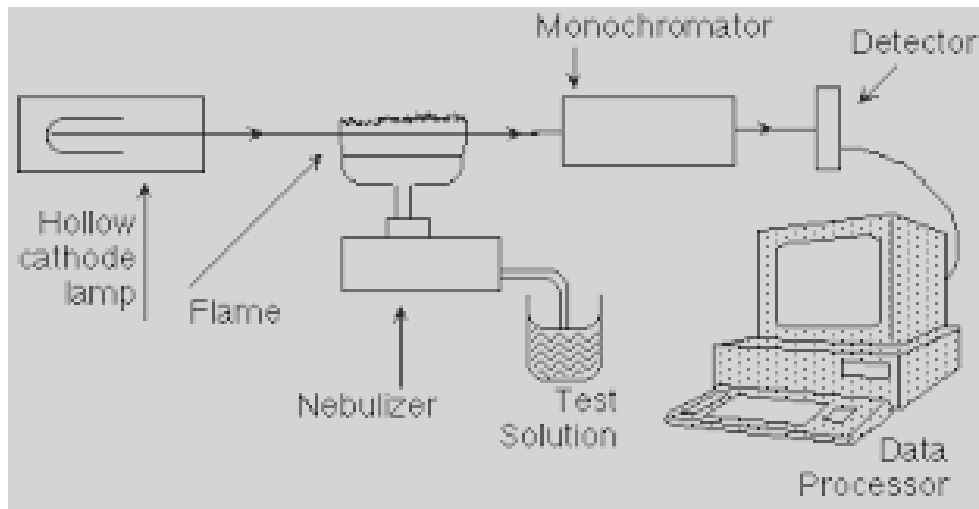 Monochromator
Detector
Hollow
cathode
lamp
Flame
Nebulizer
Test
Solution
Data
Processor